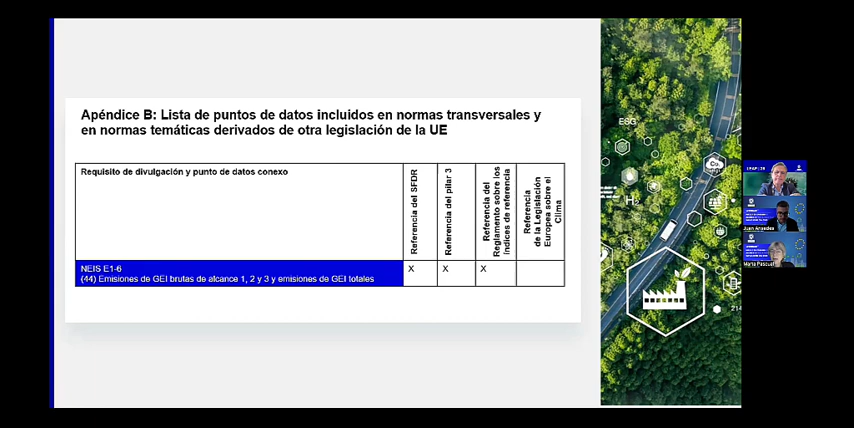 Apéndice B: Lista de puntos de datos incluidos en normas transversales y
en normas temáticas derivados de otra legislación de la UE
Requisito de divulgación y punto de datos conexo
Referencia del SFDR
Referencia del pilar 3
Referencia del
Reglamento sobre los
índices de referencia
Referencia
de la Legislación
Europea sobre el
Clima
NEIS E1-6
(44) Emisiones de GEI brutas de alcance 1, 2 y 3 y emisiones de GEI totales
X
X
X
ESG
CO₂
H₂
214
Marta Pascual